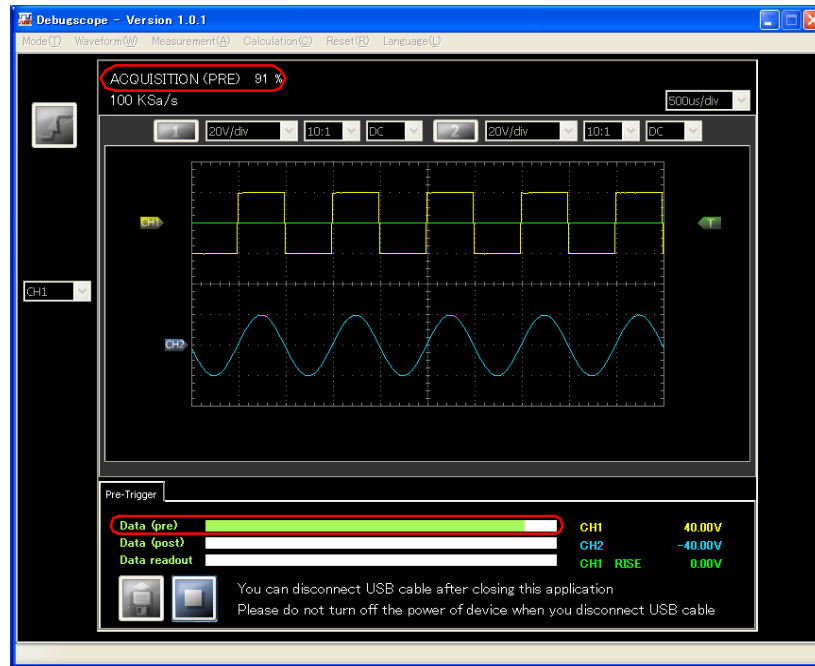 Debugscope - Version 1.0.1
Mode(T) Waveform(W) Measurement(A) Calculation(O) Reset(R) Language(L)
ACQUISITION (PRE) 91 %
100 KSa/s
500us/div
1 20V/div 10:1 DC 2 20V/div 10:1 DC
CH1
T
CH1
CH2
Pre-Trigger
Data (pre) CH1 40.00V
Data (post) CH2 -40.00V
Data readout CH1 RISE 0.00V
You can disconnect USB cable after closing this application
Please do not turn off the power of device when you disconnect USB cable